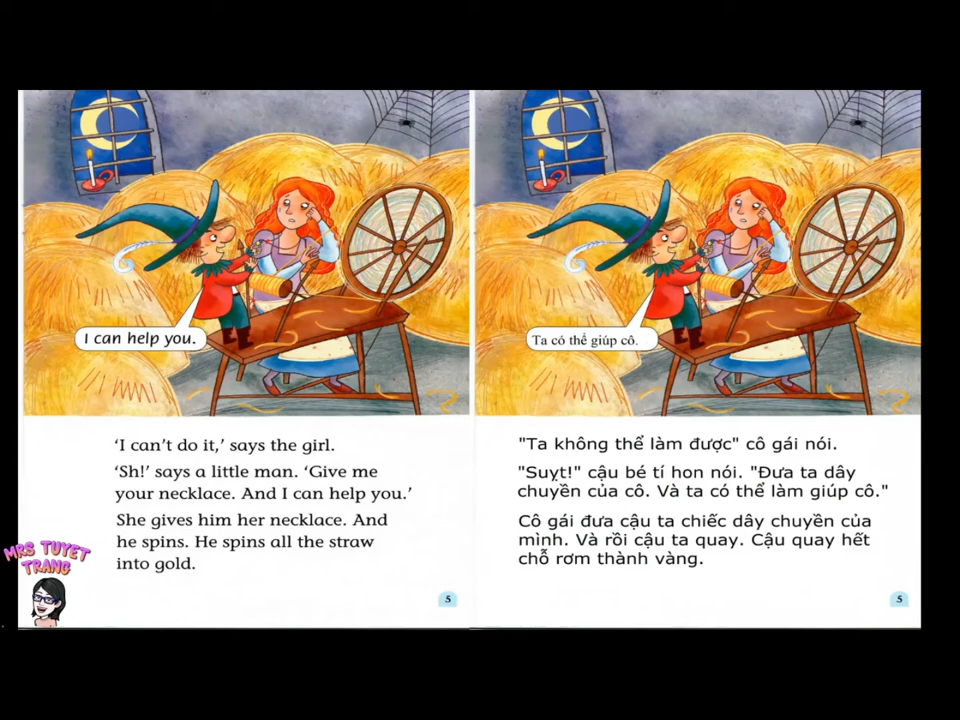 I can help you.
'I can't do it,' says the girl.
'Sh!' says a little man. 'Give me
your necklace. And I can help you.'
She gives him her necklace. And
he spins. He spins all the straw
into gold.
5
MRS TUYET
TRANG
Ta có thể giúp cô.
"Ta không thể làm được" cô gái nói.
"Suỵt!" cậu bé tí hon nói. "Đưa ta dây
chuyền của cô. Và ta có thể làm giúp cô."
Cô gái đưa cậu ta chiếc dây chuyền của
mình. Và rồi cậu ta quay. Cậu quay hết
chỗ rơm thành vàng.
5